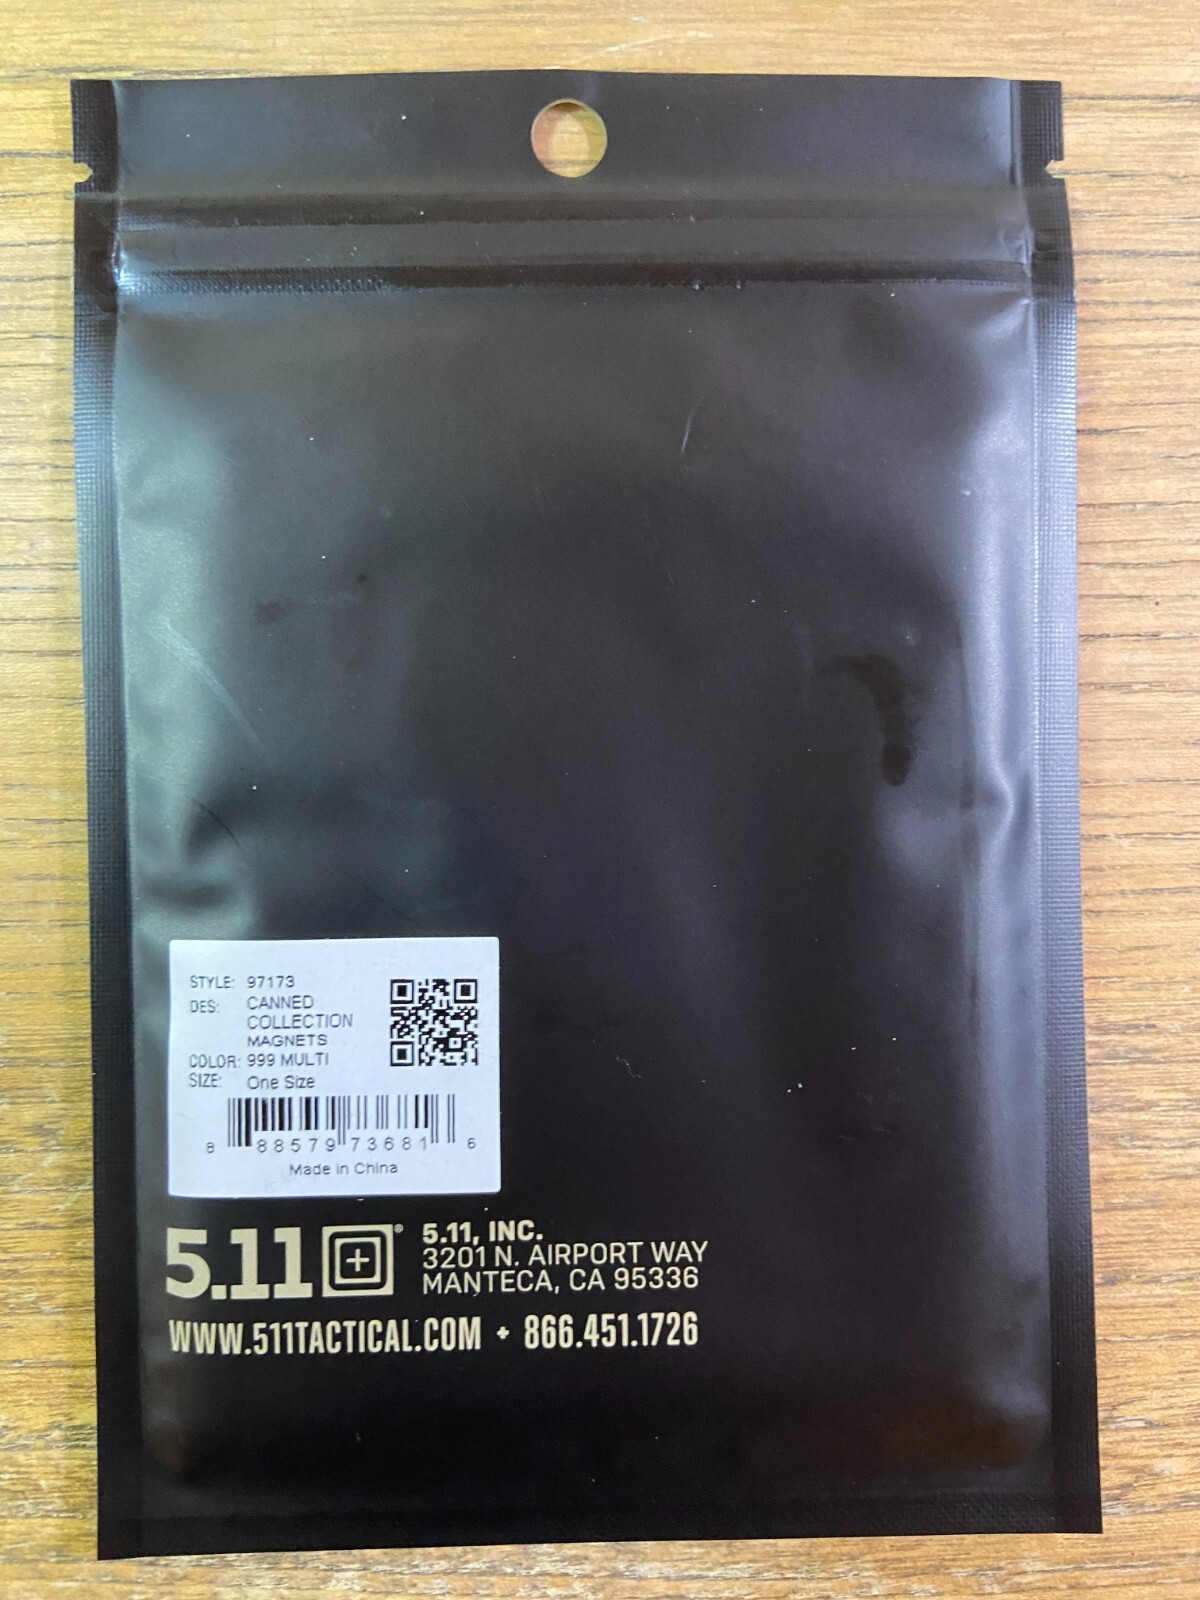 STYLE: 97173
DES: CANNED
COLLECTION
MAGNETS
COLOR: 999 MULTI
SIZE: One Size
8 88579 73681 6
Made in China
5.11®
5.11, INC.
3201 N. AIRPORT WAY
MANTECA, CA 95336
WWW.511TACTICAL.COM • 866.451.1726